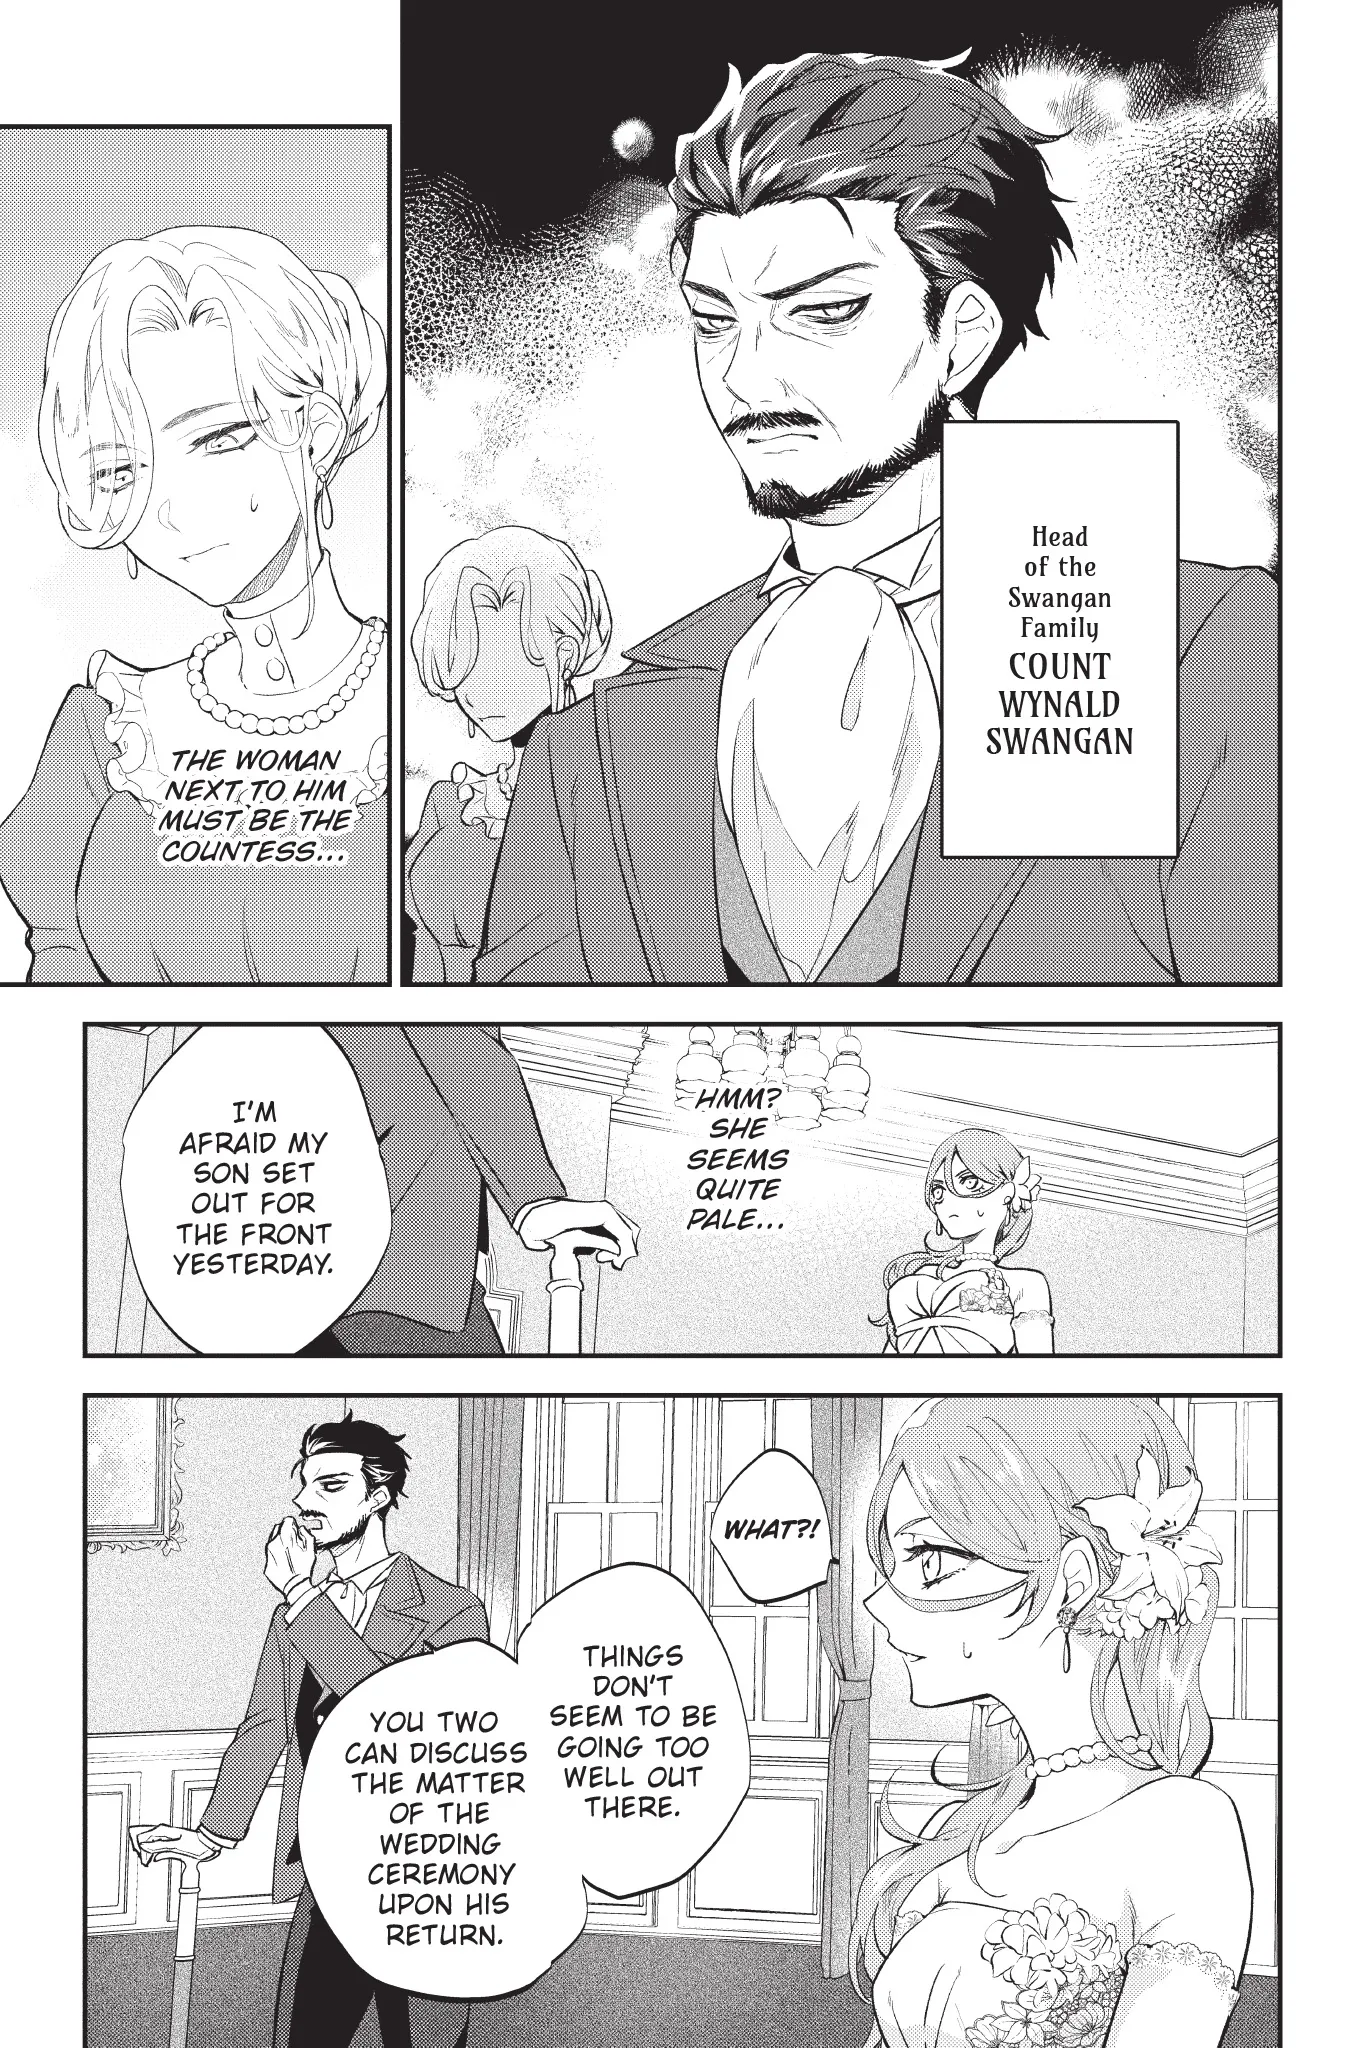 Head
of the
Swangan
Family
COUNT
WYNALD
SWANGAN
THE WOMAN
NEXT TO HIM
MUST BE THE
COUNTESS...
HMM?
SHE
SEEMS
QUITE
PALE...
I'M
AFRAID MY
SON SET
OUT FOR
THE FRONT
YESTERDAY.
WHAT?!
THINGS
DON'T
SEEM TO BE
GOING TOO
WELL OUT
THERE.
YOU TWO
CAN DISCUSS
THE MATTER
OF THE
WEDDING
CEREMONY
UPON HIS
RETURN.